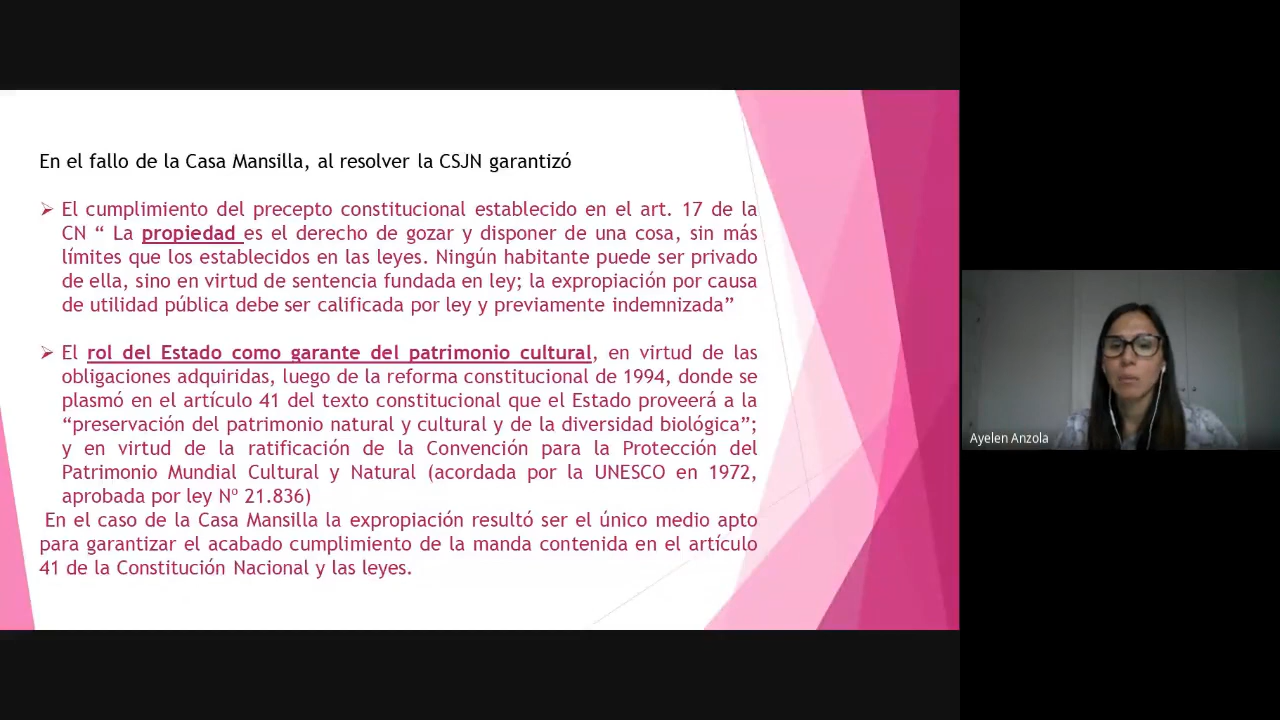 En el fallo de la Casa Mansilla, al resolver la CSJN garantizó
➢ El cumplimiento del precepto constitucional establecido en el art. 17 de la
CN “ La propiedad es el derecho de gozar y disponer de una cosa, sin más
límites que los establecidos en las leyes. Ningún habitante puede ser privado
de ella, sino en virtud de sentencia fundada en ley; la expropiación por causa
de utilidad pública debe ser calificada por ley y previamente indemnizada”
➢ El rol del Estado como garante del patrimonio cultural, en virtud de las
obligaciones adquiridas, luego de la reforma constitucional de 1994, donde se
plasmó en el artículo 41 del texto constitucional que el Estado proveerá a la
“preservación del patrimonio natural y cultural y de la diversidad biológica”;
y en virtud de la ratificación de la Convención para la Protección del
Patrimonio Mundial Cultural y Natural (acordada por la UNESCO en 1972,
aprobada por ley Nº 21.836)
En el caso de la Casa Mansilla la expropiación resultó ser el único medio apto
para garantizar el acabado cumplimiento de la manda contenida en el artículo
41 de la Constitución Nacional y las leyes.
Ayelen Anzola